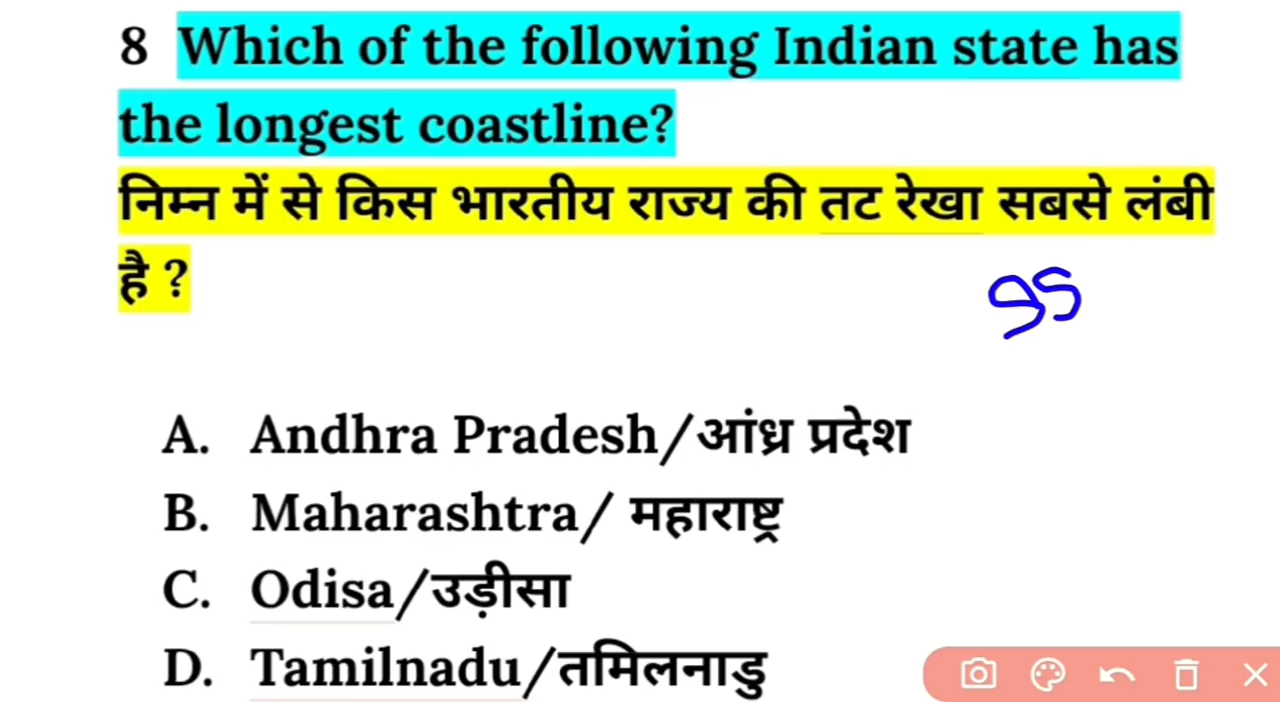 8 Which of the following Indian state has
the longest coastline?
निम्न में से किस भारतीय राज्य की तट रेखा सबसे लंबी
है ?
95
A. Andhra Pradesh/आंध्र प्रदेश
B. Maharashtra/ महाराष्ट्र
C. Odisa/उड़ीसा
D. Tamilnadu/तमिलनाडु